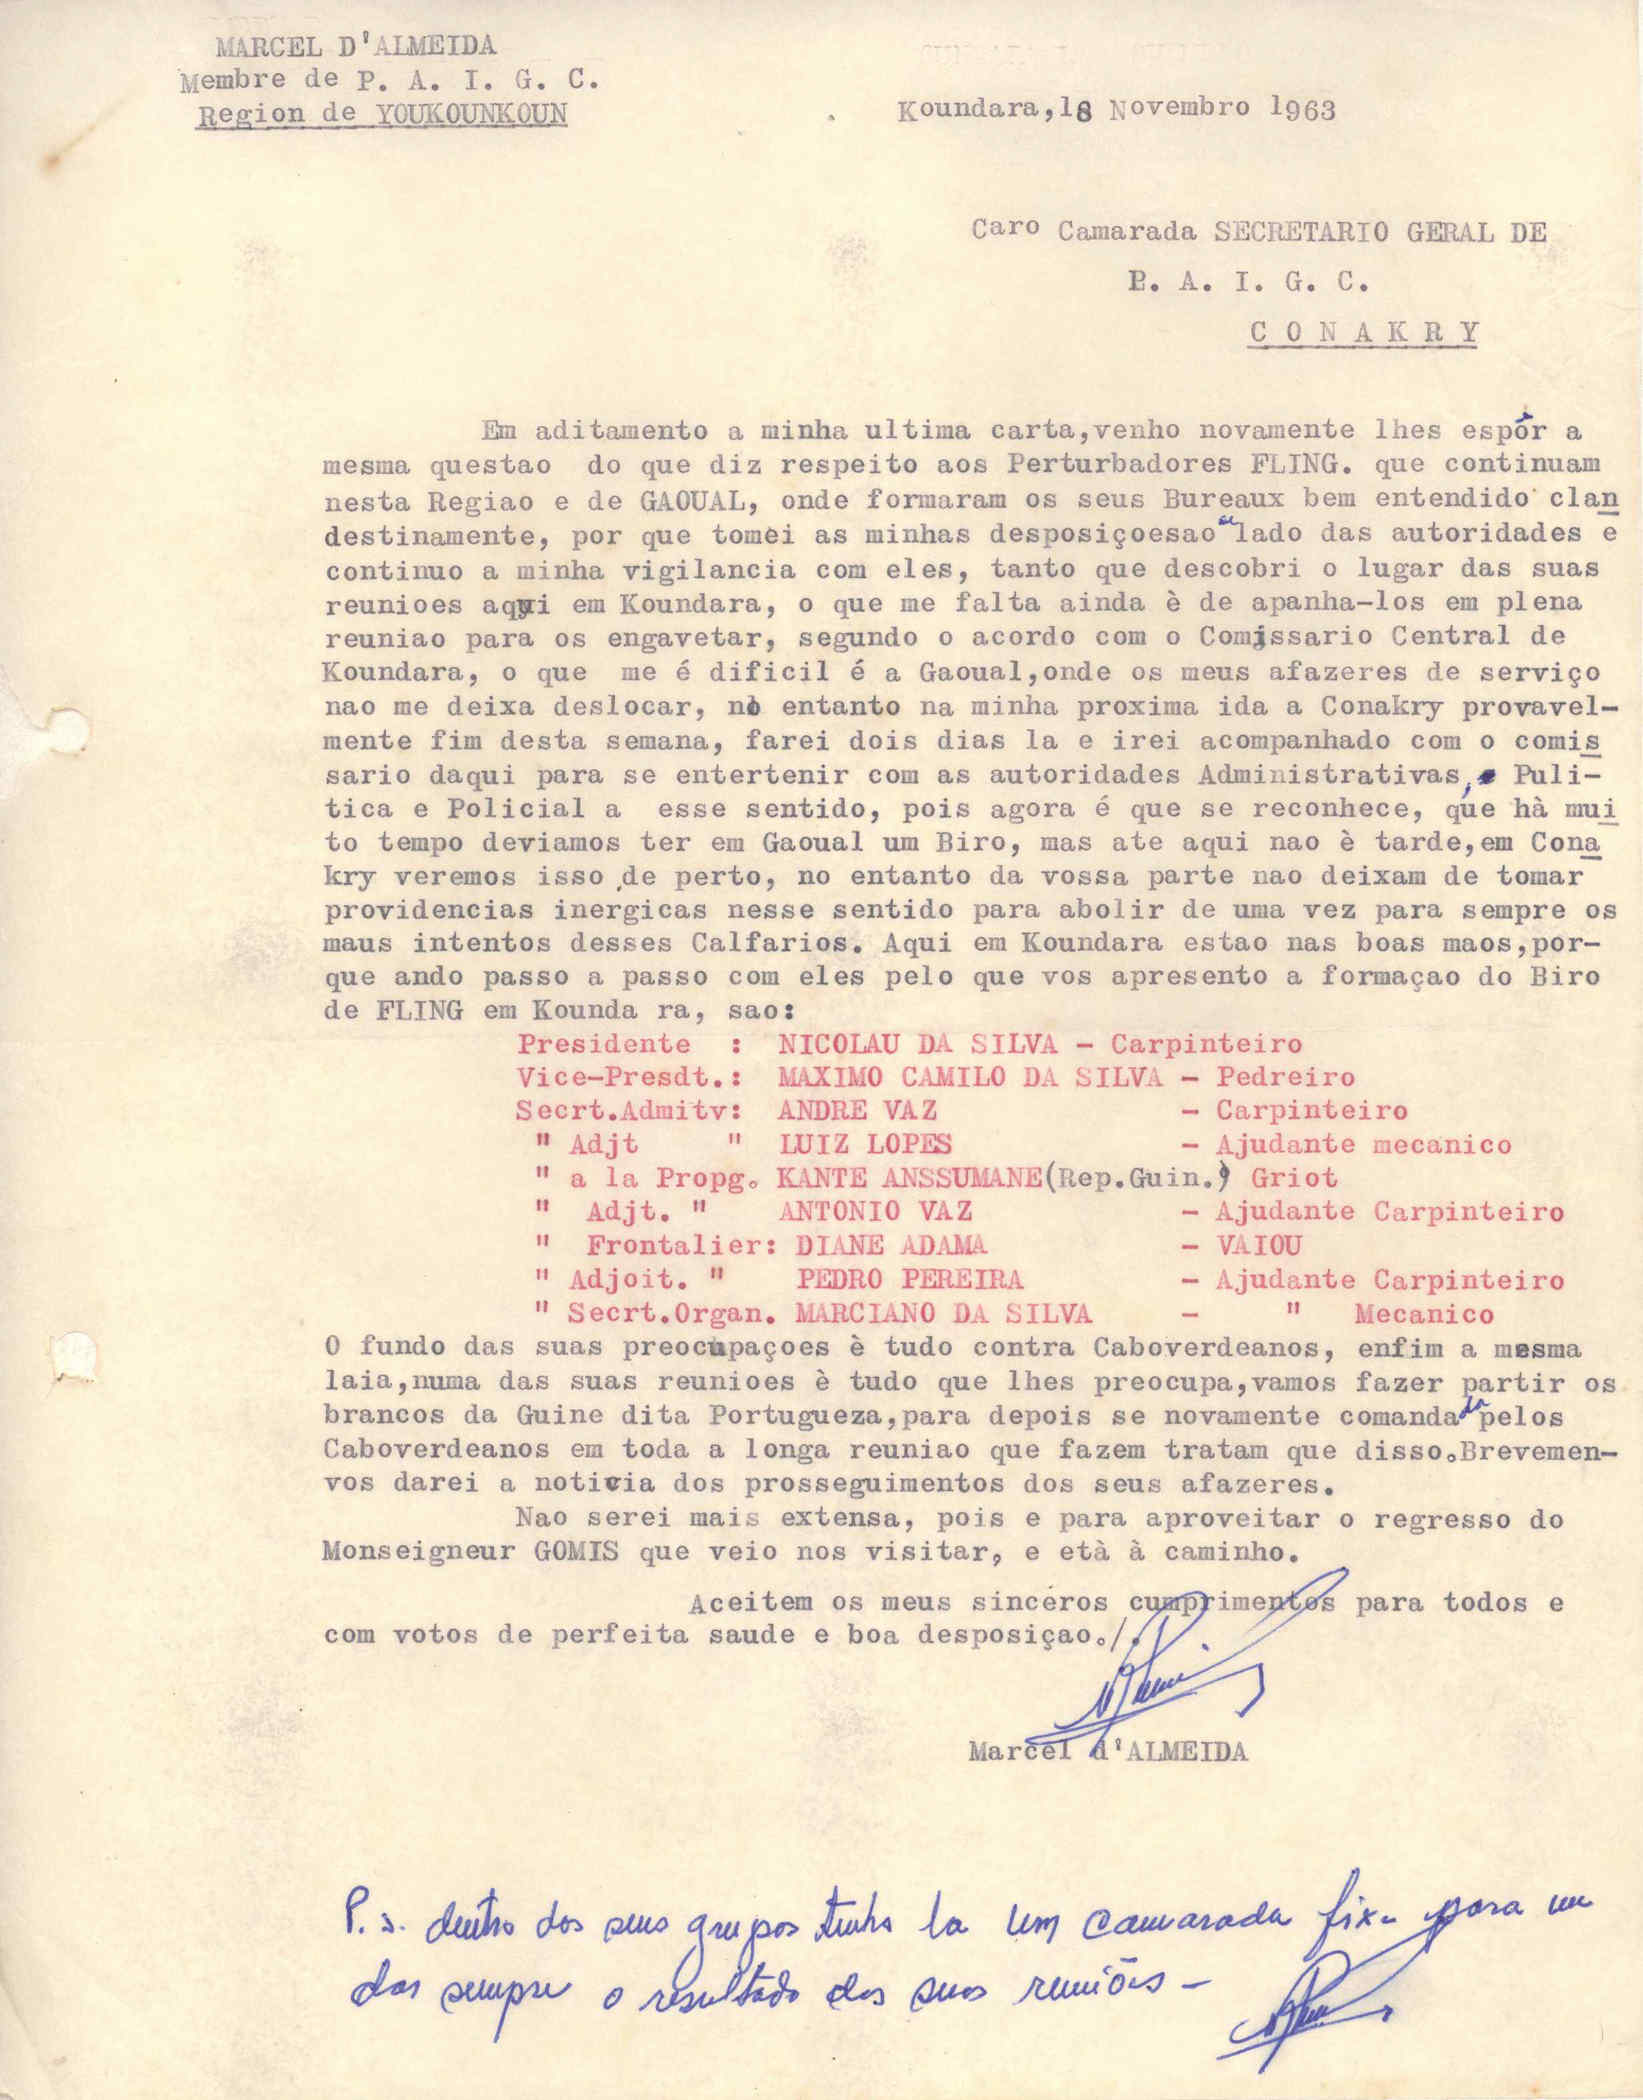 MARCEL D'ALMEIDA
Membre de P. A. I. G. C.
Region de YOUKOUNKOUN
Koundara,18 Novembro 1963
Caro Camarada SECRETARIO GERAL DE
P. A. I. G. C.
C O N A K R Y
Em aditamento a minha ultima carta,venho novamente lhes espôr a
mesma questao do que diz respeito aos Perturbadores FLING. que continuam
nesta Regiao e de GAOUAL, onde formaram os seus Bureaux bem entendido clan
destinamente, por que tomei as minhas desposiçoesao lado das autoridades e
continuo a minha vigilancia com eles, tanto que descobri o lugar das suas
reunioes aqui em Koundara, o que me falta ainda è de apanha-los em plena
reuniao para os engavetar, segundo o acordo com o Comissario Central de
Koundara, o que me é dificil é a Gaoual,onde os meus afazeres de serviço
nao me deixa deslocar, no entanto na minha proxima ida a Conakry provavel-
mente fim desta semana, farei dois dias la e irei acompanhado com o comis
sario daqui para se entertenir com as autoridades Administrativas, Puli-
tica e Policial a esse sentido, pois agora é que se reconhece, que hà mui
to tempo deviamos ter em Gaoual um Biro, mas ate aqui nao è tarde,em Cona
kry veremos isso de perto, no entanto da vossa parte nao deixam de tomar
providencias inergicas nesse sentido para abolir de uma vez para sempre os
maus intentos desses Calfarios. Aqui em Koundara estao nas boas maos,por-
que ando passo a passo com eles pelo que vos apresento a formaçao do Biro
de FLING em Kounda ra, sao:
Presidente : NICOLAU DA SILVA - Carpinteiro
Vice-Presdt.: MAXIMO CAMILO DA SILVA - Pedreiro
Secrt.Admitv: ANDRE VAZ - Carpinteiro
" Adjt " LUIZ LOPES - Ajudante mecanico
" a la Propg. KANTE ANSSUMANE(Rep.Guin.) Griot
" Adjt. " ANTONIO VAZ - Ajudante Carpinteiro
" Frontalier: DIANE ADAMA - VAIOU
" Adjoit. " PEDRO PEREIRA - Ajudante Carpinteiro
" Secrt.Organ. MARCIANO DA SILVA - " Mecanico
O fundo das suas preocupaçoes è tudo contra Caboverdeanos, enfim a mesma
laia,numa das suas reunioes è tudo que lhes preocupa,vamos fazer partir os
brancos da Guine dita Portugueza,para depois se novamente comandado pelos
Caboverdeanos em toda a longa reuniao que fazem tratam que disso.Brevemen-
vos darei a noticia dos prosseguimentos dos seus afazeres.
Nao serei mais extensa, pois e para aproveitar o regresso do
Monseigneur GOMIS que veio nos visitar, e età à caminho.
Aceitem os meus sinceros cumprimentos para todos e
com votos de perfeita saude e boa desposiçao./.
Marcel d'ALMEIDA
P.s. dentro dos seus grupos tenho la um camarada fixe para me
dar sempre o resultado das suas reuniões -